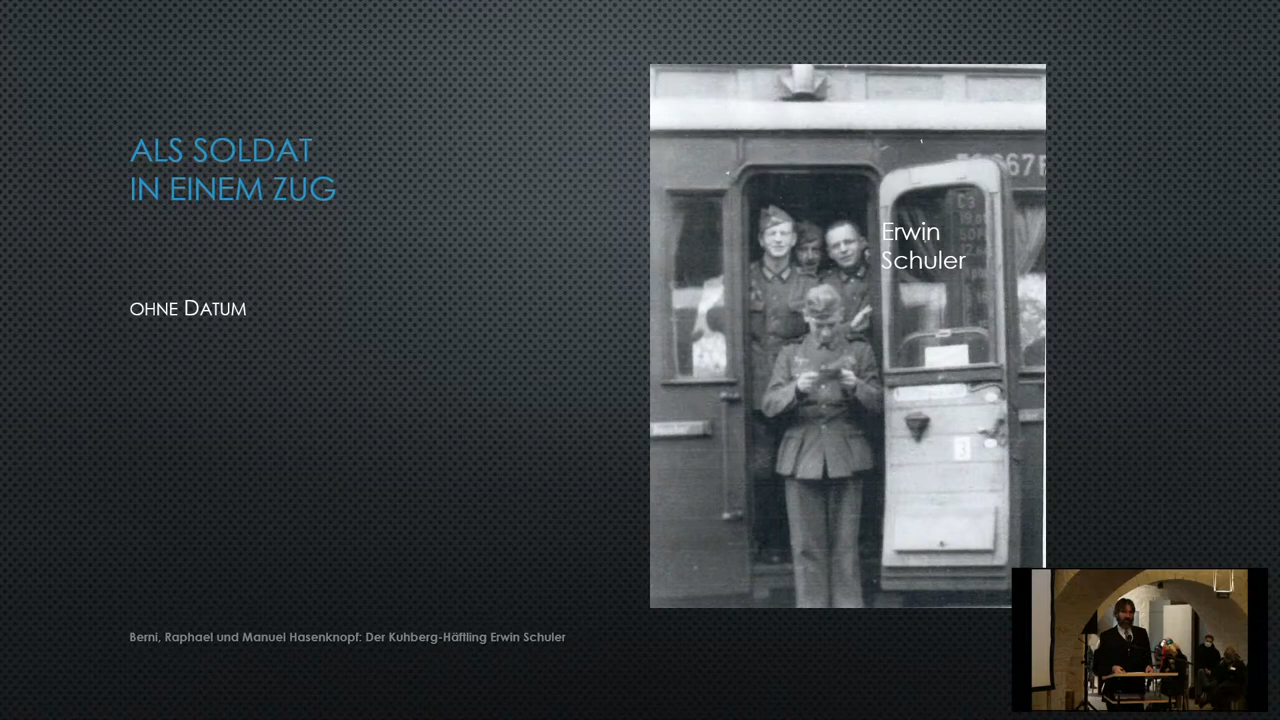 ALS SOLDAT
IN EINEM ZUG
OHNE DATUM
Erwin
Schuler
3
Berni, Raphael und Manuel Hasenknopf: Der Kuhberg-Häftling Erwin Schuler